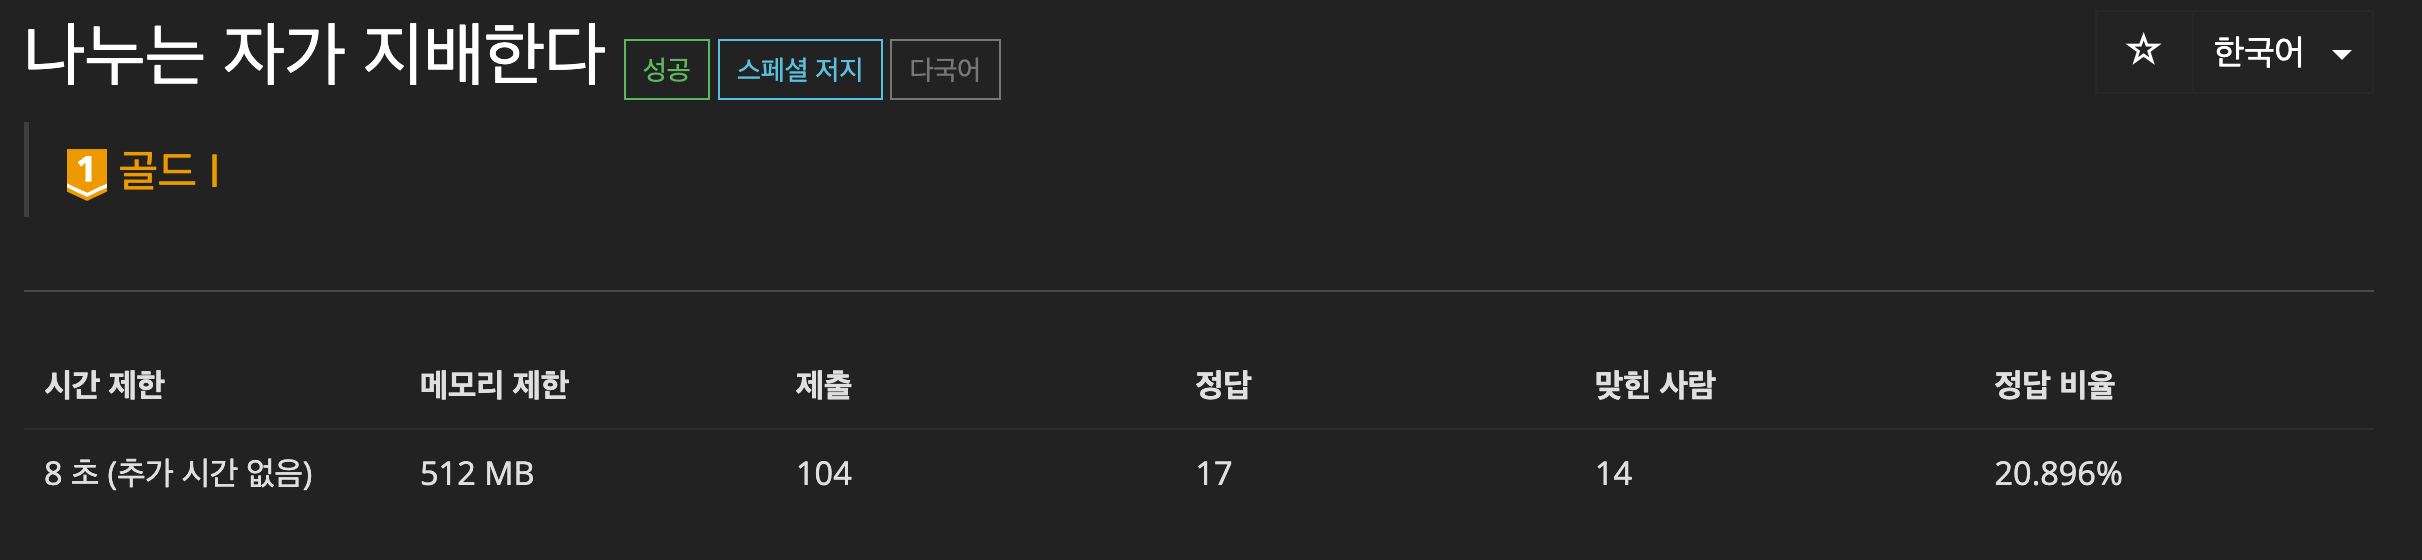 나누는 자가 지배한다 성공 스페셜 저지 다국어 ☆ 한국어
1 골드 I
시간 제한 메모리 제한 제출 정답 맞힌 사람 정답 비율
8 초 (추가 시간 없음) 512 MB 104 17 14 20.896%